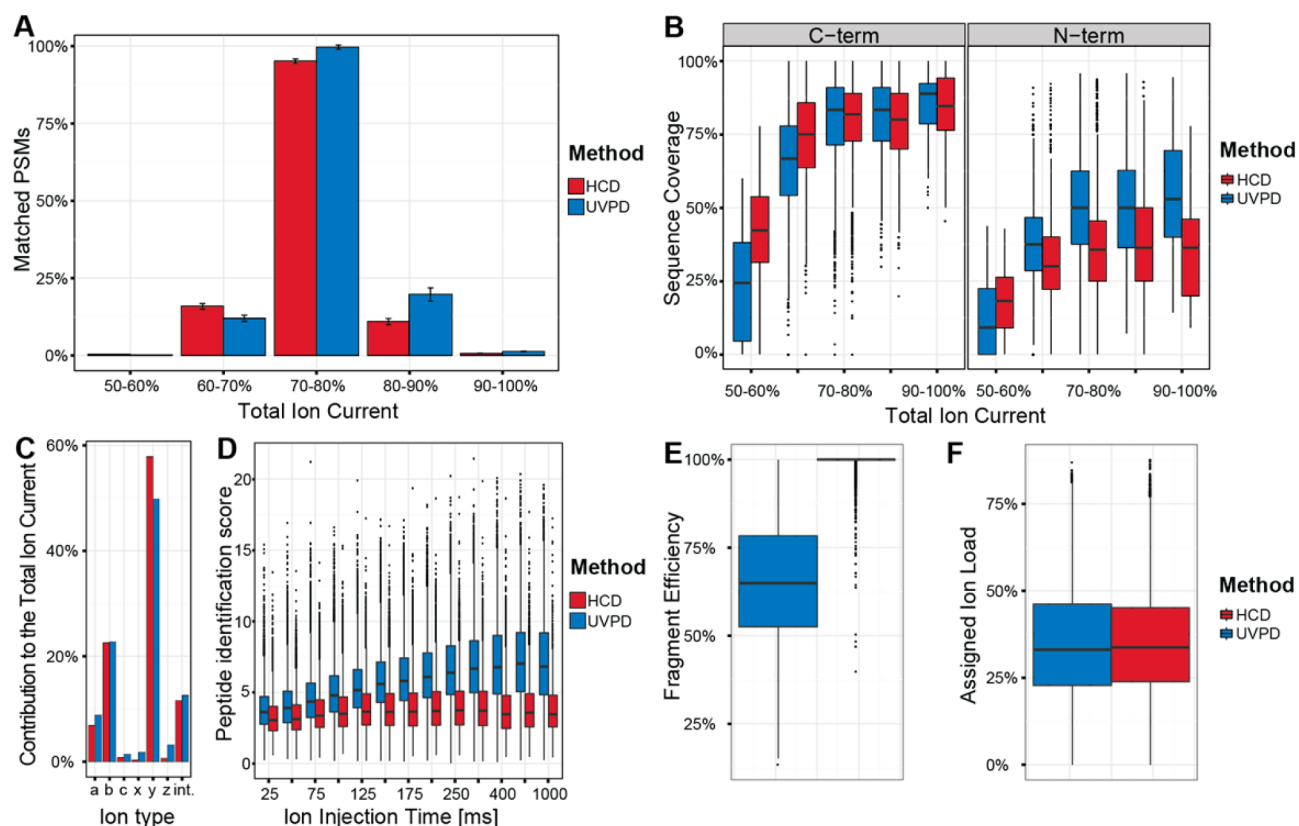 A
100%
75%
50%
25%
0%
Matched PSMs
50-60%
60-70%
70-80%
80-90%
90-100%
Total Ion Current
Method
HCD
UVPD
B
C−term
N−term
100%
75%
50%
25%
0%
Sequence Coverage
50-60%
70-80%
90-100%
50-60%
70-80%
90-100%
Total Ion Current
Method
HCD
UVPD
C
60%
40%
20%
0%
Contribution to the Total Ion Current
a b c x y z int.
Ion type
D
20
15
10
5
0
Peptide identification score
25 75 125 175 250 400 1000
Ion Injection Time [ms]
Method
HCD
UVPD
E
100%
75%
50%
25%
Fragment Efficiency
F
75%
50%
25%
0%
Assigned Ion Load
Method
HCD
UVPD